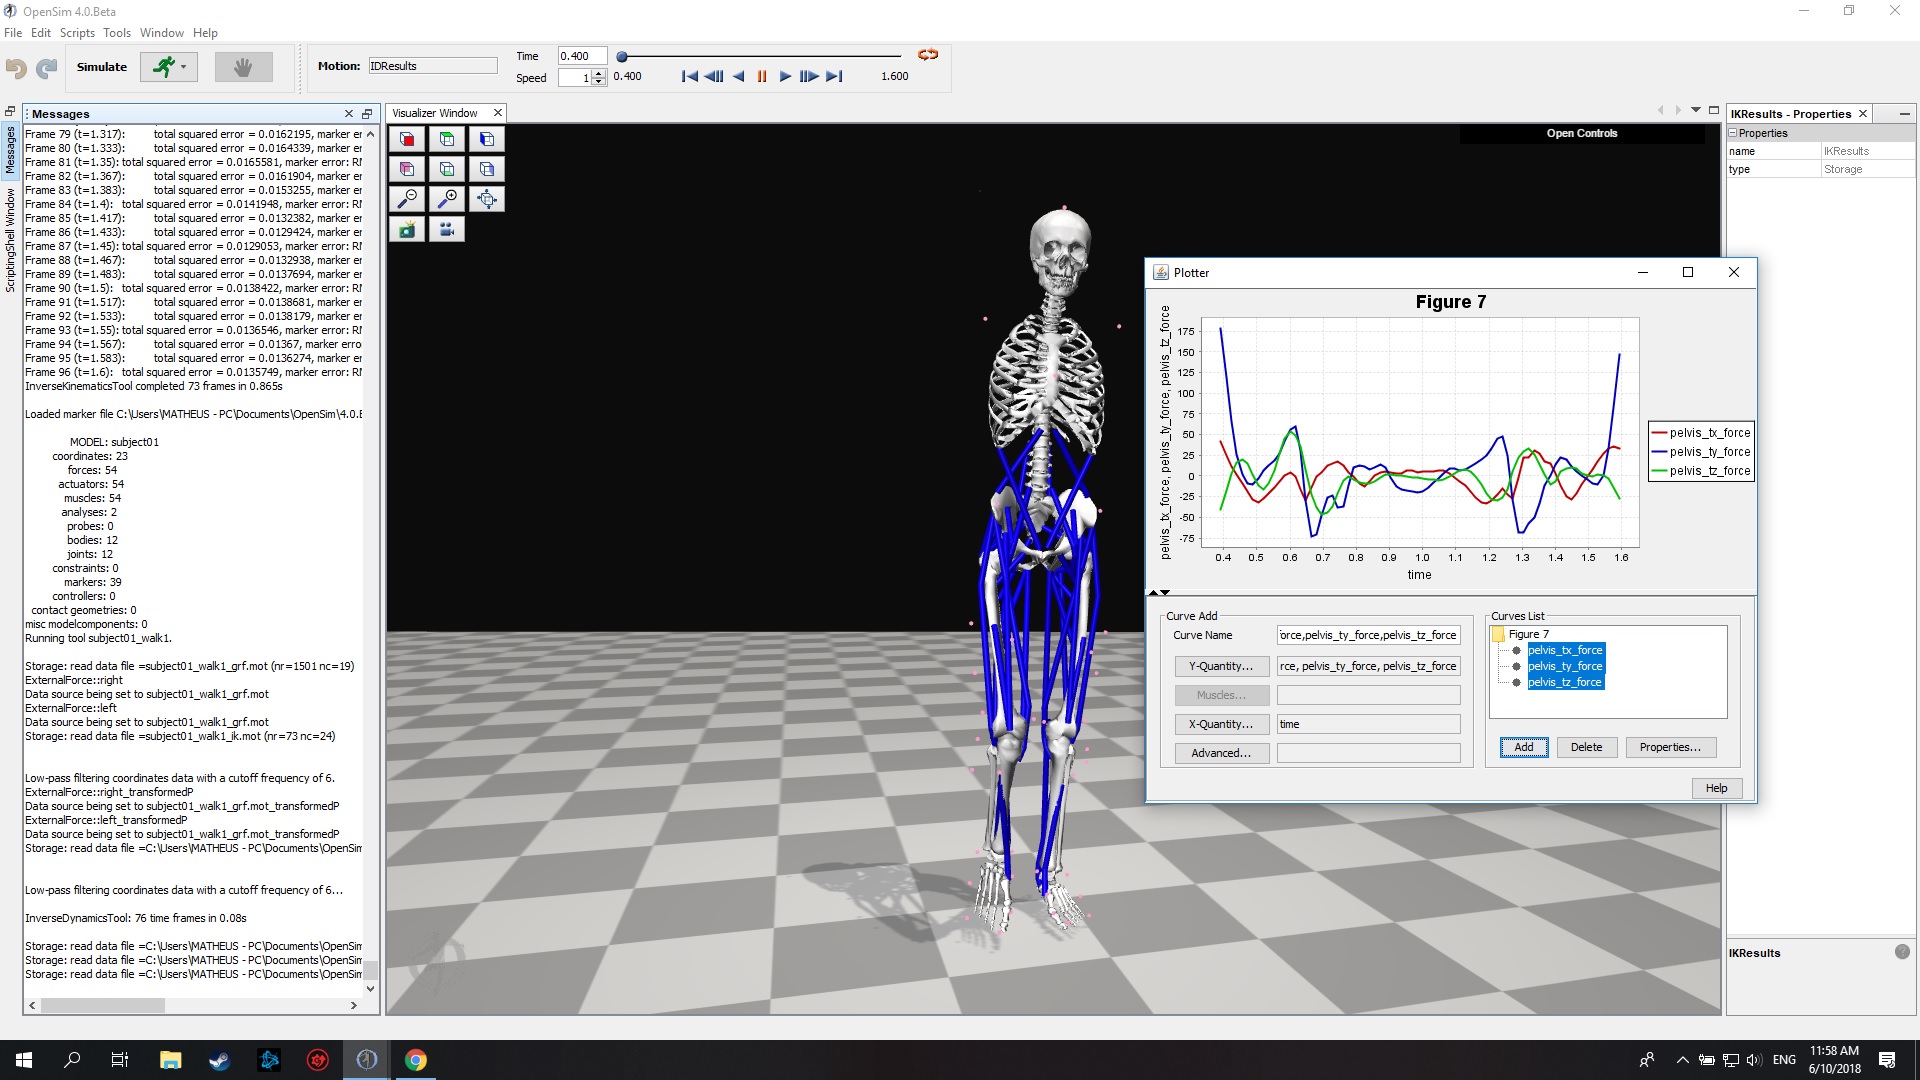 OpenSim 4.0.Beta
File Edit Scripts Tools Window Help
Simulate
Motion: IDResults
Time 0.400
Speed 1 0.400 1.600
Messages
ScriptingShell Window
Messages
Frame 79 (t=1.317): total squared error = 0.0162195, marker er
Frame 80 (t=1.333): total squared error = 0.0164339, marker er
Frame 81 (t=1.35): total squared error = 0.0165581, marker error: RM
Frame 82 (t=1.367): total squared error = 0.0161904, marker er
Frame 83 (t=1.383): total squared error = 0.0153255, marker er
Frame 84 (t=1.4): total squared error = 0.0141948, marker error: RM
Frame 85 (t=1.417): total squared error = 0.0132382, marker er
Frame 86 (t=1.433): total squared error = 0.0129424, marker er
Frame 87 (t=1.45): total squared error = 0.0129053, marker error: RM
Frame 88 (t=1.467): total squared error = 0.0132938, marker er
Frame 89 (t=1.483): total squared error = 0.0137694, marker er
Frame 90 (t=1.5): total squared error = 0.0138422, marker error: RM
Frame 91 (t=1.517): total squared error = 0.0138681, marker er
Frame 92 (t=1.533): total squared error = 0.0138179, marker er
Frame 93 (t=1.55): total squared error = 0.0136546, marker error: RM
Frame 94 (t=1.567): total squared error = 0.01367, marker erro
Frame 95 (t=1.583): total squared error = 0.0136274, marker er
Frame 96 (t=1.6): total squared error = 0.0135749, marker error: RM
InverseKinematicsTool completed 73 frames in 0.865s
Loaded marker file C:\Users\MATHEUS - PC\Documents\OpenSim\4.0.B
MODEL: subject01
coordinates: 23
forces: 54
actuators: 54
muscles: 54
analyses: 2
probes: 0
bodies: 12
joints: 12
constraints: 0
markers: 39
controllers: 0
contact geometries: 0
misc modelcomponents: 0
Running tool subject01_walk1.
Storage: read data file =subject01_walk1_grf.mot (nr=1501 nc=19)
ExternalForce::right
Data source being set to subject01_walk1_grf.mot
ExternalForce::left
Data source being set to subject01_walk1_grf.mot
Storage: read data file =subject01_walk1_ik.mot (nr=73 nc=24)
Low-pass filtering coordinates data with a cutoff frequency of 6.
ExternalForce::right_transformedP
Data source being set to subject01_walk1_grf.mot_transformedP
ExternalForce::left_transformedP
Data source being set to subject01_walk1_grf.mot_transformedP
Storage: read data file =C:\Users\MATHEUS - PC\Documents\OpenSim
Low-pass filtering coordinates data with a cutoff frequency of 6...
InverseDynamicsTool: 76 time frames in 0.08s
Storage: read data file =C:\Users\MATHEUS - PC\Documents\OpenSim
Storage: read data file =C:\Users\MATHEUS - PC\Documents\OpenSim
Storage: read data file =C:\Users\MATHEUS - PC\Documents\OpenSim
Visualizer Window
Open Controls
Plotter
Figure 7
pelvis_tx_force, pelvis_ty_force, pelvis_tz_force
175
150
125
100
75
50
25
0
-25
-50
-75
0.4 0.5 0.6 0.7 0.8 0.9 1.0 1.1 1.2 1.3 1.4 1.5 1.6
time
pelvis_tx_force
pelvis_ty_force
pelvis_tz_force
Curve Add
Curve Name orce,pelvis_ty_force,pelvis_tz_force
Y-Quantity... rce, pelvis_ty_force, pelvis_tz_force
Muscles...
X-Quantity... time
Advanced...
Curves List
Figure 7
pelvis_tx_force
pelvis_ty_force
pelvis_tz_force
Add Delete Properties...
Help
IKResults - Properties
Properties
name IKResults
type Storage
IKResults
ENG
11:58 AM
6/10/2018